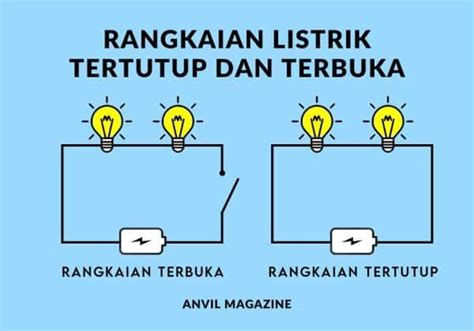 RANGKAIAN LISTRIK
TERTUTUP DAN TERBUKA
RANGKAIAN TERBUKA
RANGKAIAN TERTUTUP
ANVIL MAGAZINE